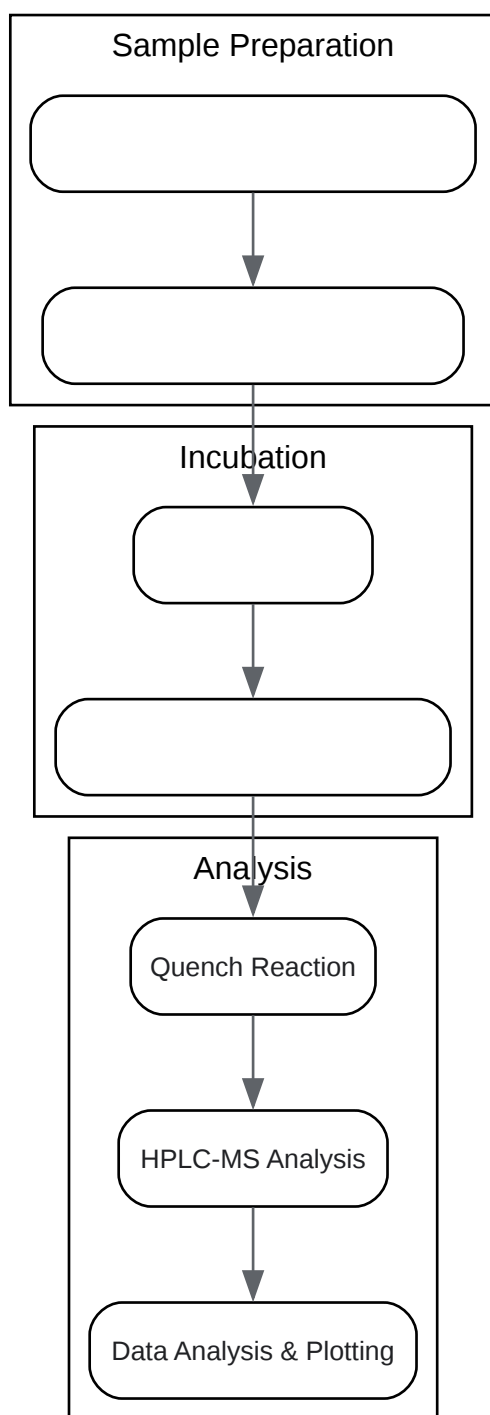 Sample Preparation
Incubation
Analysis
Quench Reaction
HPLC-MS Analysis
Data Analysis & Plotting